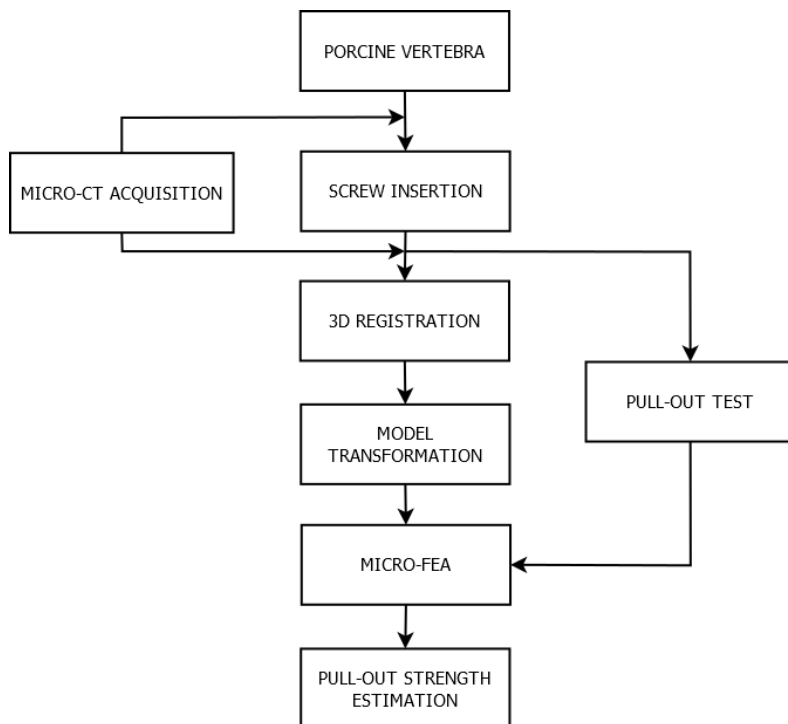 PORCINE VERTEBRA
MICRO-CT ACQUISITION
SCREW INSERTION
3D REGISTRATION
PULL-OUT TEST
MODEL
TRANSFORMATION
MICRO-FEA
PULL-OUT STRENGTH
ESTIMATION